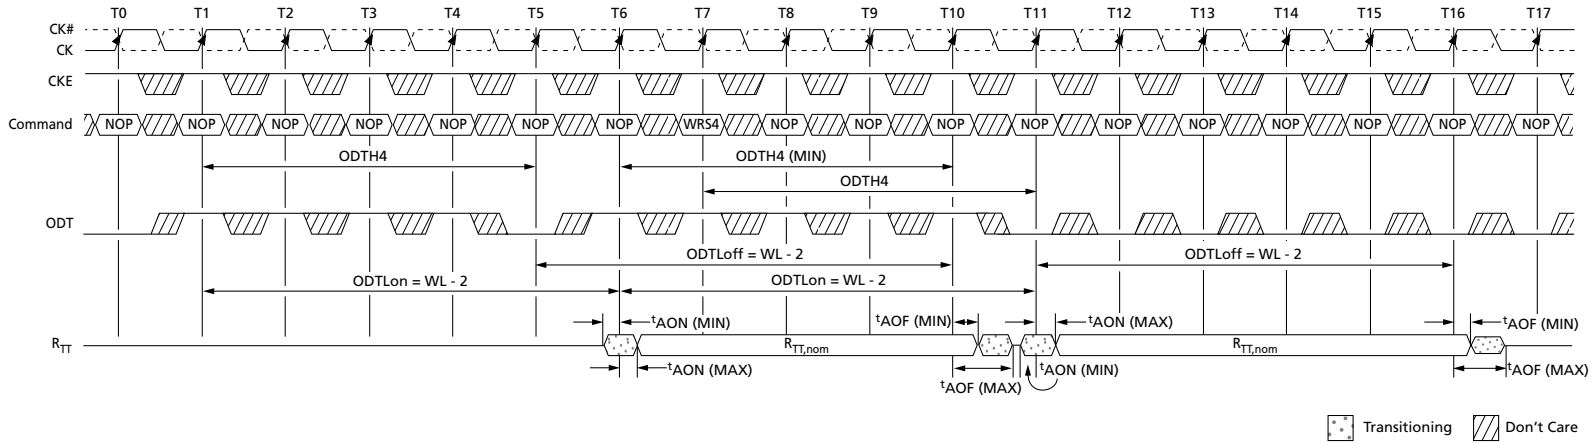 T0 T1 T2 T3 T4 T5 T6 T7 T8 T9 T10 T11 T12 T13 T14 T15 T16 T17
CK#
CK
CKE
Command NOP NOP NOP NOP NOP NOP NOP WRS4 NOP NOP NOP NOP NOP NOP NOP NOP NOP NOP
ODTH4 ODTH4 (MIN)
ODTH4
ODT
ODTLoff = WL - 2 ODTLoff = WL - 2
ODTLon = WL - 2 ODTLon = WL - 2
tAON (MIN) tAOF (MIN) tAON (MAX) tAOF (MIN)
RTT RTT,nom RTT,nom
tAON (MAX) tAON (MIN) tAOF (MAX)
tAOF (MAX)
Transitioning Don't Care